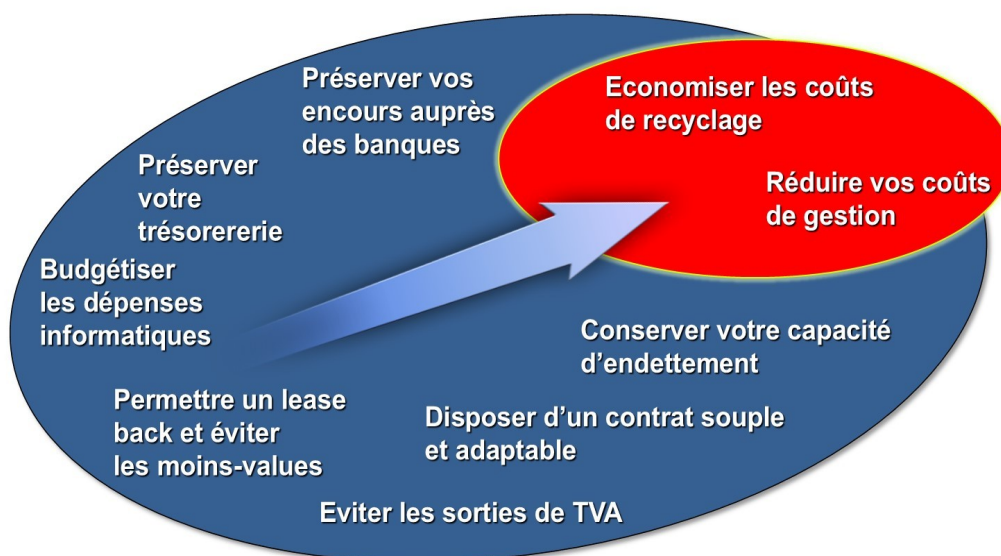 Préserver vos
encours auprès
des banques
Economiser les coûts
de recyclage
Préserver
votre
trésorererie
Réduire vos coûts
de gestion
Budgétiser
les dépenses
informatiques
Conserver votre capacité
d'endettement
Permettre un lease
back et éviter
les moins-values
Disposer d'un contrat souple
et adaptable
Eviter les sorties de TVA